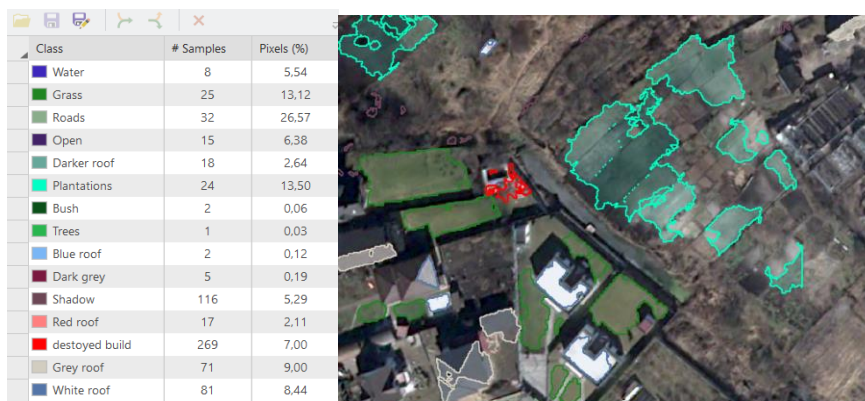 Class # Samples Pixels (%)
Water 8 5,54
Grass 25 13,12
Roads 32 26,57
Open 15 6,38
Darker roof 18 2,64
Plantations 24 13,50
Bush 2 0,06
Trees 1 0,03
Blue roof 2 0,12
Dark grey 5 0,19
Shadow 116 5,29
Red roof 17 2,11
destoyed build 269 7,00
Grey roof 71 9,00
White roof 81 8,44